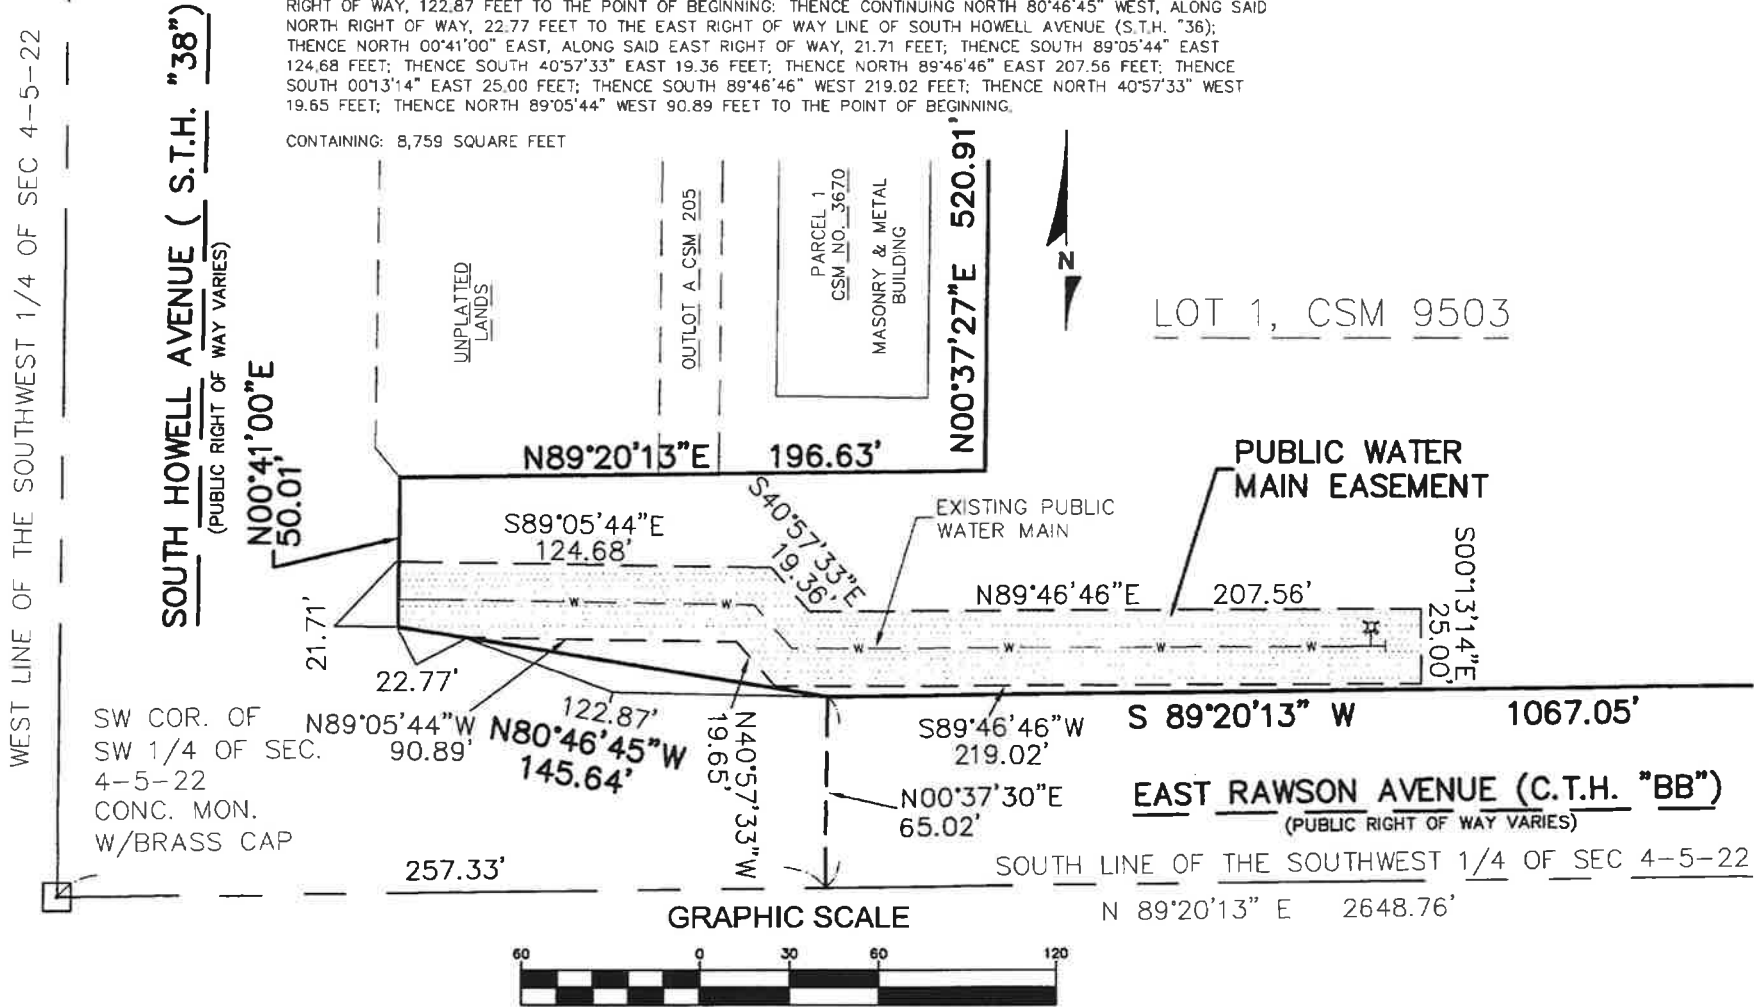 RIGHT OF WAY, 122.87 FEET TO THE POINT OF BEGINNING: THENCE CONTINUING NORTH 80°46'45" WEST, ALONG SAID
NORTH RIGHT OF WAY, 22.77 FEET TO THE EAST RIGHT OF WAY LINE OF SOUTH HOWELL AVENUE (S.T.H. "36);
THENCE NORTH 00°41'00" EAST, ALONG SAID EAST RIGHT OF WAY, 21.71 FEET; THENCE SOUTH 89°05'44" EAST
124.68 FEET; THENCE SOUTH 40°57'33" EAST 19.36 FEET; THENCE NORTH 89°46'46" EAST 207.56 FEET; THENCE
SOUTH 00°13'14" EAST 25.00 FEET; THENCE SOUTH 89°46'46" WEST 219.02 FEET; THENCE NORTH 40°57'33" WEST
19.65 FEET; THENCE NORTH 89°05'44" WEST 90.89 FEET TO THE POINT OF BEGINNING.
CONTAINING: 8,759 SQUARE FEET
WEST LINE OF THE SOUTHWEST 1/4 OF SEC 4-5-22
SOUTH HOWELL AVENUE ( S.T.H. "38")
(PUBLIC RIGHT OF WAY VARIES)
N00°41'00"E
50.01'
UNPLATTED
LANDS
OUTLOT A CSM 205
PARCEL 1
CSM NO. 3670
MASONRY & METAL
BUILDING
N00°37'27"E 520.91'
N
LOT 1, CSM 9503
N89°20'13"E 196.63'
PUBLIC WATER
MAIN EASEMENT
EXISTING PUBLIC
WATER MAIN
S89°05'44"E
124.68'
S40°57'33"E
19.36'
N89°46'46"E 207.56'
S00°13'14"E
25.00'
W
W
W
W
W
W
21.71'
22.77'
122.87'
N89°05'44"W
90.89'
N80°46'45"W
145.64'
N40°57'33"W
19.65'
S89°46'46"W
219.02'
S 89°20'13" W 1067.05'
N00°37'30"E
65.02'
EAST RAWSON AVENUE (C.T.H. "BB")
(PUBLIC RIGHT OF WAY VARIES)
SW COR. OF
SW 1/4 OF SEC.
4-5-22
CONC. MON.
W/BRASS CAP
257.33'
SOUTH LINE OF THE SOUTHWEST 1/4 OF SEC 4-5-22
N 89°20'13" E 2648.76'
GRAPHIC SCALE
60 0 30 60 120